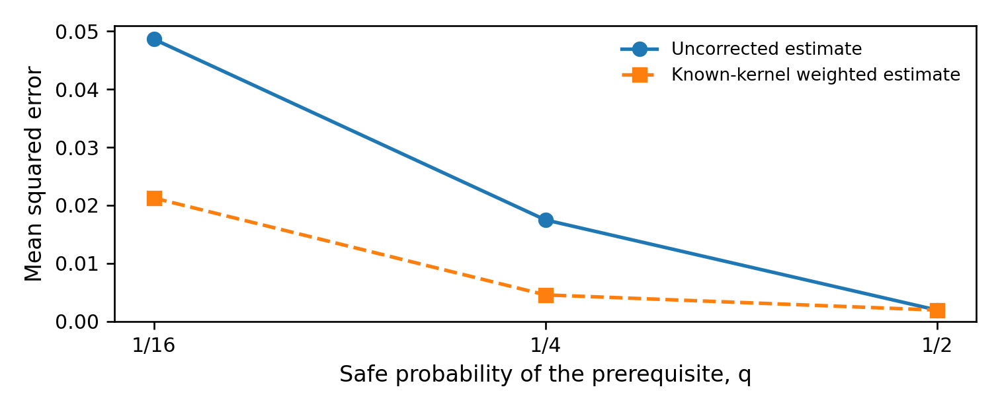 Mean squared error
0.05
0.04
0.03
0.02
0.01
0.00
Uncorrected estimate
Known-kernel weighted estimate
1/16
1/4
1/2
Safe probability of the prerequisite, q